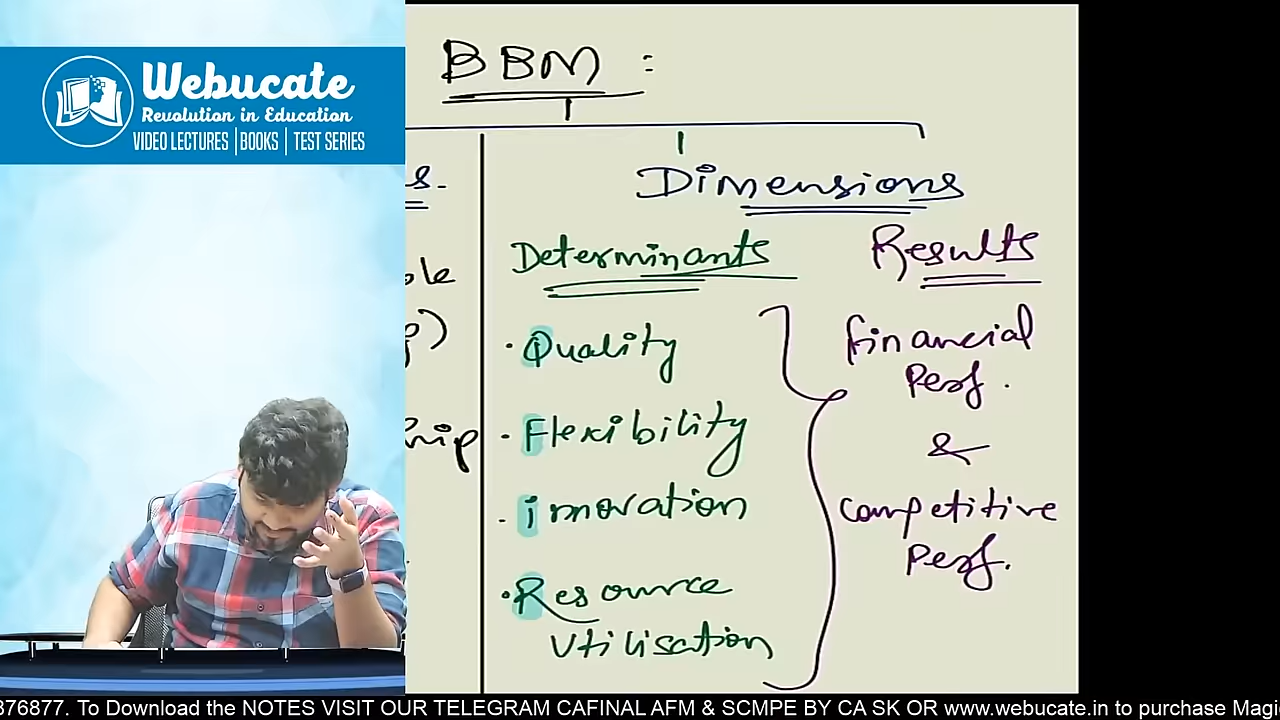 Webucate
Revolution in Education
VIDEO LECTURES | BOOKS | TEST SERIES
BBM :
s.
Dimensions
Determinants
Results
· Quality
Financial
Perf.
· Flexibility
&
· innovation
Competitive
Perf.
· Resource
Utilisation
376877. To Download the NOTES VISIT OUR TELEGRAM CAFINAL AFM & SCMPE BY CA SK OR www.webucate.in to purchase Magi